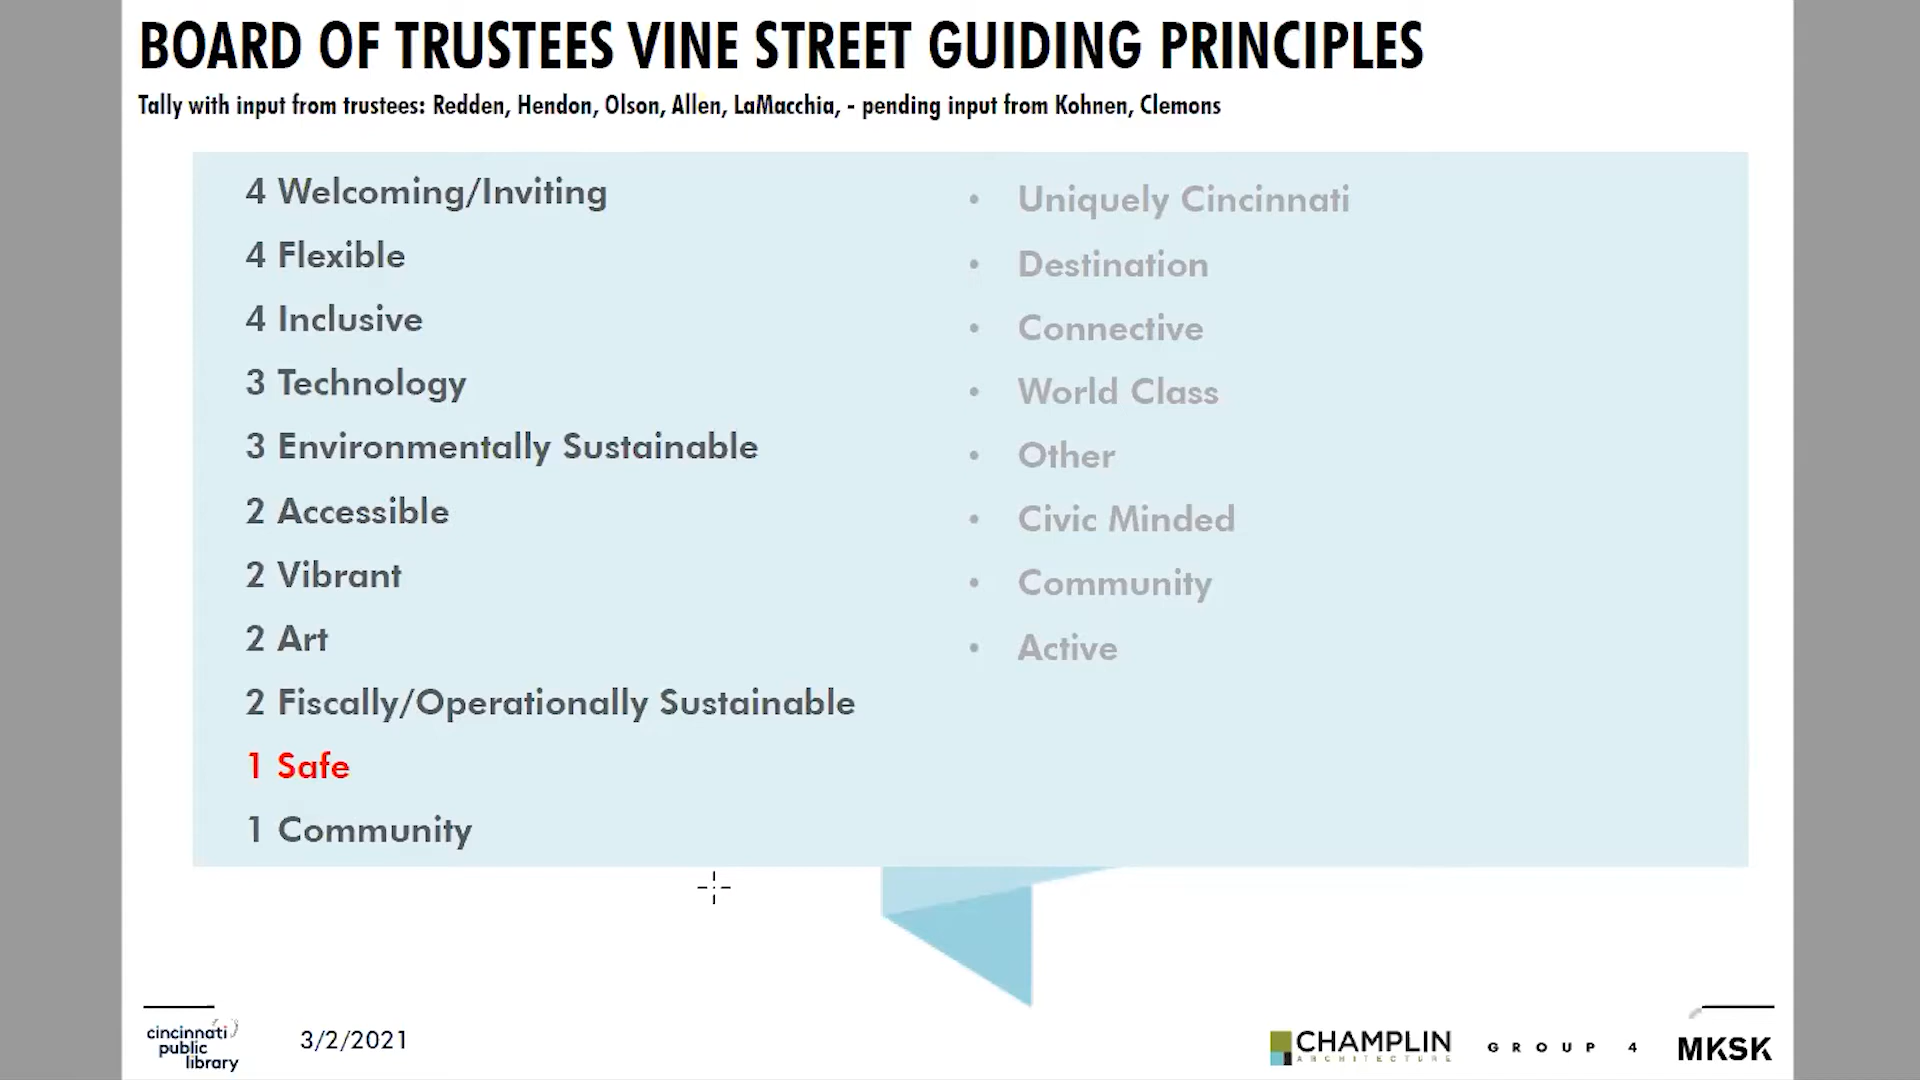 BOARD OF TRUSTEES VINE STREET GUIDING PRINCIPLES
Tally with input from trustees: Redden, Hendon, Olson, Allen, LaMacchia, - pending input from Kohnen, Clemons
4 Welcoming/Inviting
4 Flexible
4 Inclusive
3 Technology
3 Environmentally Sustainable
2 Accessible
2 Vibrant
2 Art
2 Fiscally/Operationally Sustainable
1 Safe
1 Community
• Uniquely Cincinnati
• Destination
• Connective
• World Class
• Other
• Civic Minded
• Community
• Active
cincinnati
public
library
3/2/2021
CHAMPLIN
ARCHITECTURE
GROUP 4
MKSK